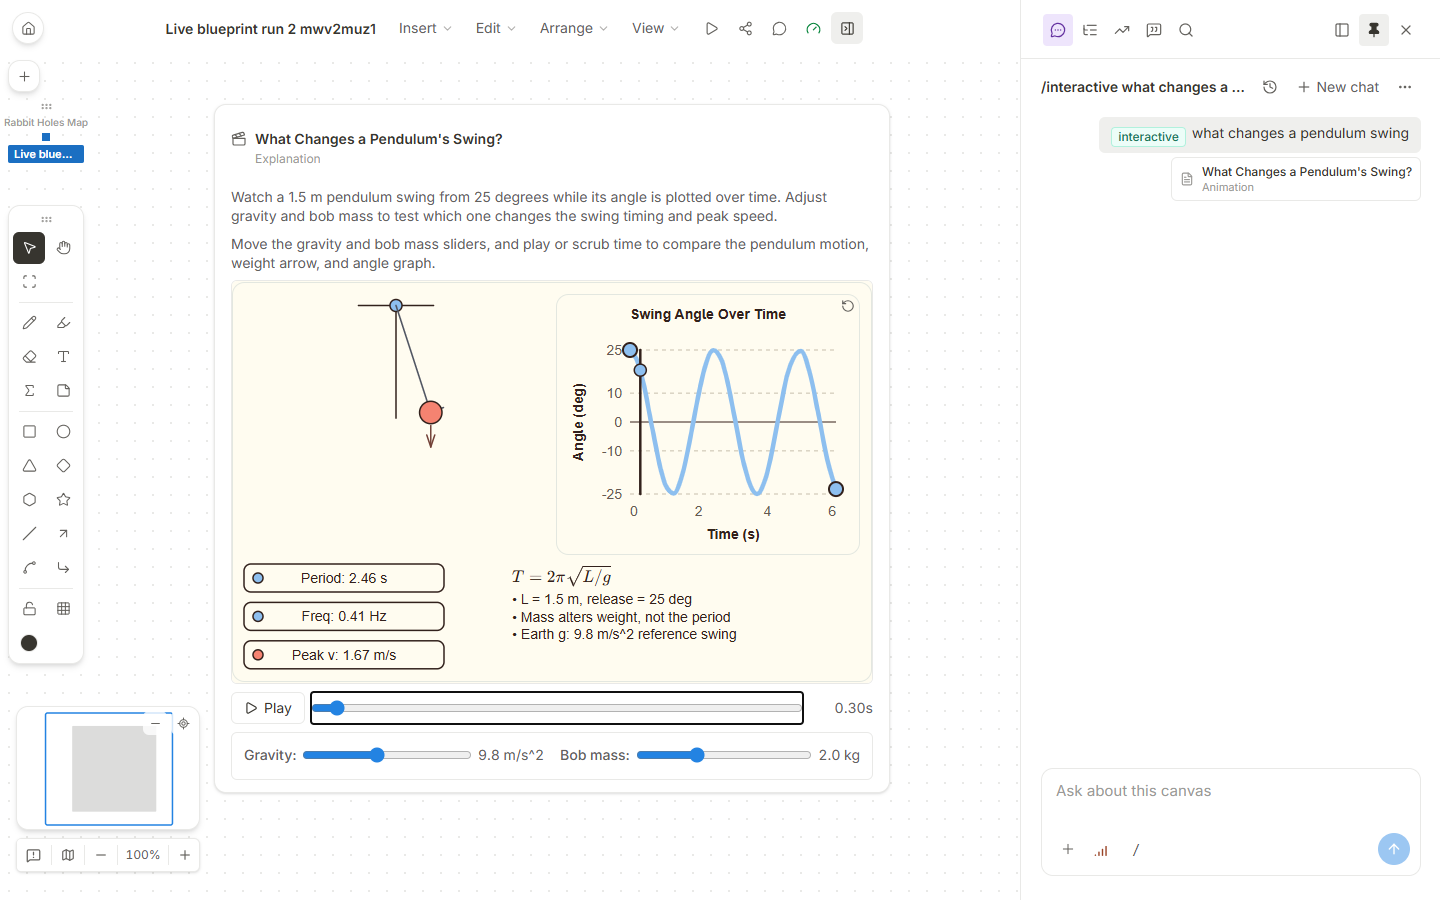 Live blueprint run 2 mwv2muz1
Insert
Edit
Arrange
View
Rabbit Holes Map
Live blue...
What Changes a Pendulum's Swing?
Explanation
Watch a 1.5 m pendulum swing from 25 degrees while its angle is plotted over time. Adjust
gravity and bob mass to test which one changes the swing timing and peak speed.
Move the gravity and bob mass sliders, and play or scrub time to compare the pendulum motion,
weight arrow, and angle graph.
Swing Angle Over Time
25
10
0
-10
-25
Angle (deg)
0 2 4 6
Time (s)
Period: 2.46 s
Freq: 0.41 Hz
Peak v: 1.67 m/s
T = 2π√L/g
• L = 1.5 m, release = 25 deg
• Mass alters weight, not the period
• Earth g: 9.8 m/s^2 reference swing
Play
0.30s
Gravity: 9.8 m/s^2 Bob mass: 2.0 kg
100%
/interactive what changes a ...
New chat
interactive what changes a pendulum swing
What Changes a Pendulum's Swing?
Animation
Ask about this canvas
/